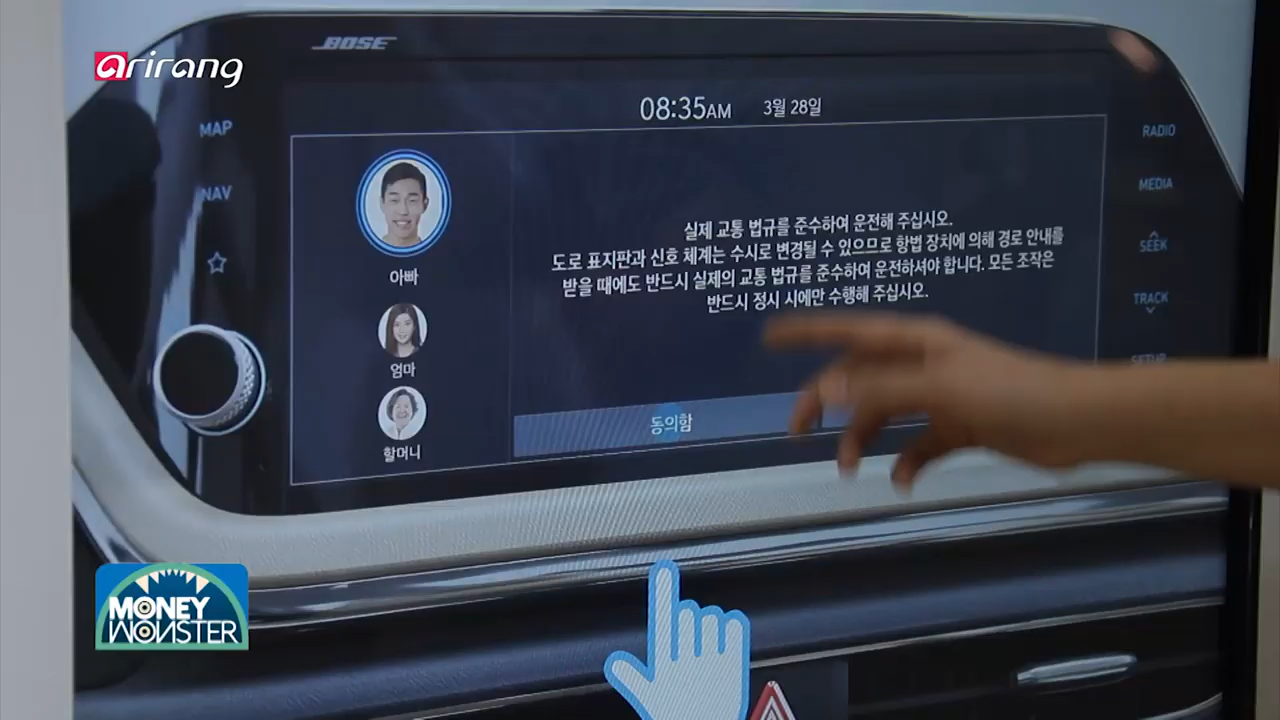 arirang
BOSE
08:35AM 3월 28일
MAP
NAV
RADIO
MEDIA
SEEK
TRACK
SETUP
아빠
엄마
할머니
실제 교통 법규를 준수하여 운전해 주십시오.
도로 표지판과 신호 체계는 수시로 변경될 수 있으므로 항법 장치에 의해 경로 안내를
받을 때에도 반드시 실제의 교통 법규를 준수하여 운전하셔야 합니다. 모든 조작은
반드시 정시 시에만 수행해 주십시오.
동의함
MONEY
MONSTER